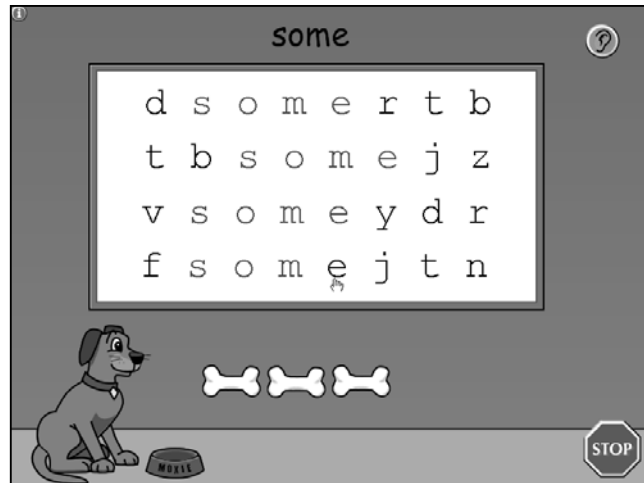 some
d s o m e r t b
t b s o m e j z
v s o m e y d r
f s o m e j t n
MOXIE
STOP